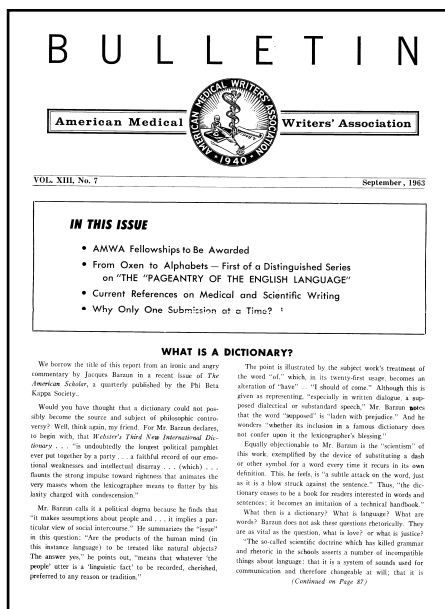 BULLETIN
AMERICAN MEDICAL WRITERS' ASSOCIATION
·1940·
American Medical Writers' Association
VOL. XIII, No. 7 September, 1963
IN THIS ISSUE
• AMWA Fellowships to Be Awarded
• From Oxen to Alphabets — First of a Distinguished Series
on "THE "PAGEANTRY OF THE ENGLISH LANGUAGE"
• Current References on Medical and Scientific Writing
• Why Only One Submission at a Time?
WHAT IS A DICTIONARY?
We borrow the title of this report from an ironic and angry
commentary by Jacques Barzun in a recent issue of The
American Scholar, a quarterly published by the Phi Beta
Kappa Society.
Would you have thought that a dictionary could not pos-
sibly become the source and subject of philosophic contro-
versy? Well, think again, my friend. For Mr. Barzun declares,
to begin with, that Webster's Third New International Dic-
tionary . . . "is undoubtedly the longest political pamphlet
ever put together by a party . . . a faithful record of our emo-
tional weaknesses and intellectual disarray . . . (which) . . .
flaunts the strong impulse toward rightness that animates the
very masses whom the lexicographer means to flatter by his
laxity charged with condescension."
Mr. Barzun calls it a political dogma because he finds that
"it makes assumptions about people and . . . it implies a par-
ticular view of social intercourse." He summarizes the "issue"
in this question: "Are the products of the human mind (in
this instance language) to be treated like natural objects?
The answer yes," he points out, "means that whatever 'the
people' utter is a 'linguistic fact' to be recorded, cherished,
preferred to any reason or tradition."
The point is illustrated by the subject work's treatment of
the word "of," which, in its twenty-first usage, becomes an
alteration of "have" .. "I should of come." Although this is
given as representing, "especially in written dialogue, a sup-
posed dialectical or substandard speech," Mr. Barzun notes
that the word "supposed" is "laden with prejudice." And he
wonders "whether its inclusion in a famous dictionary does
not confer upon it the lexicographer's blessing."
Equally objectionable to Mr. Barzun is the "scientism" of
this work, exemplified by the device of substituting a dash
or other symbol for a word every time it recurs in its own
definition. This, he feels, is "a subtle attack on the word, just
as it is a blow struck against the sentence." Thus, "the dic-
tionary ceases to be a book for readers interested in words and
sentences; it becomes an imitation of a technical handbook."
What then is a dictionary? What is language? What are
words? Barzun does not ask these questions rhetorically. They
are as vital as the question, what is love? or what is justice?
"The so-called scientific doctrine which has killed grammar
and rhetoric in the schools asserts a number of incompatible
things about language: that it is a system of sounds used for
communication and therefore changeable at will; that it is
(Continued on Page 87)